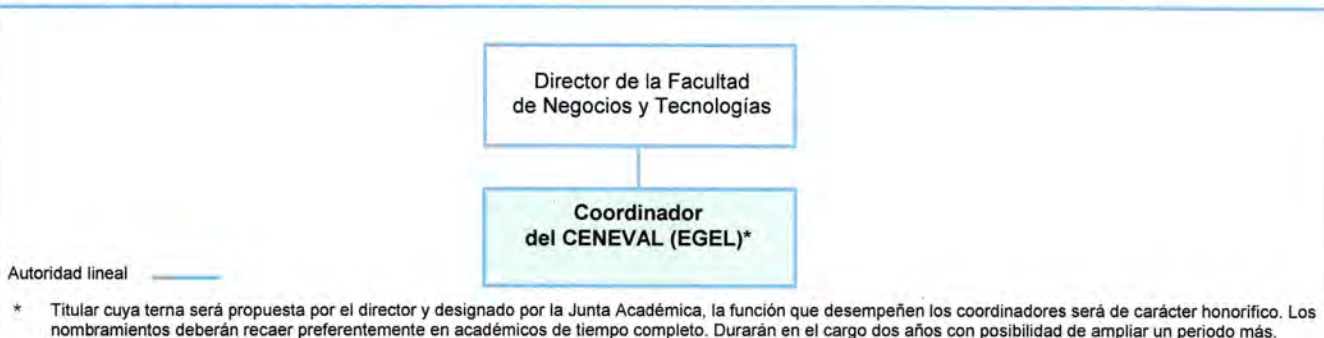 Director de la Facultad
de Negocios y Tecnologías
Coordinador
del CENEVAL (EGEL)*
Autoridad lineal
* Titular cuya terna será propuesta por el director y designado por la Junta Académica, la función que desempeñen los coordinadores será de carácter honorífico. Los
nombramientos deberán recaer preferentemente en académicos de tiempo completo. Durarán en el cargo dos años con posibilidad de ampliar un periodo más.